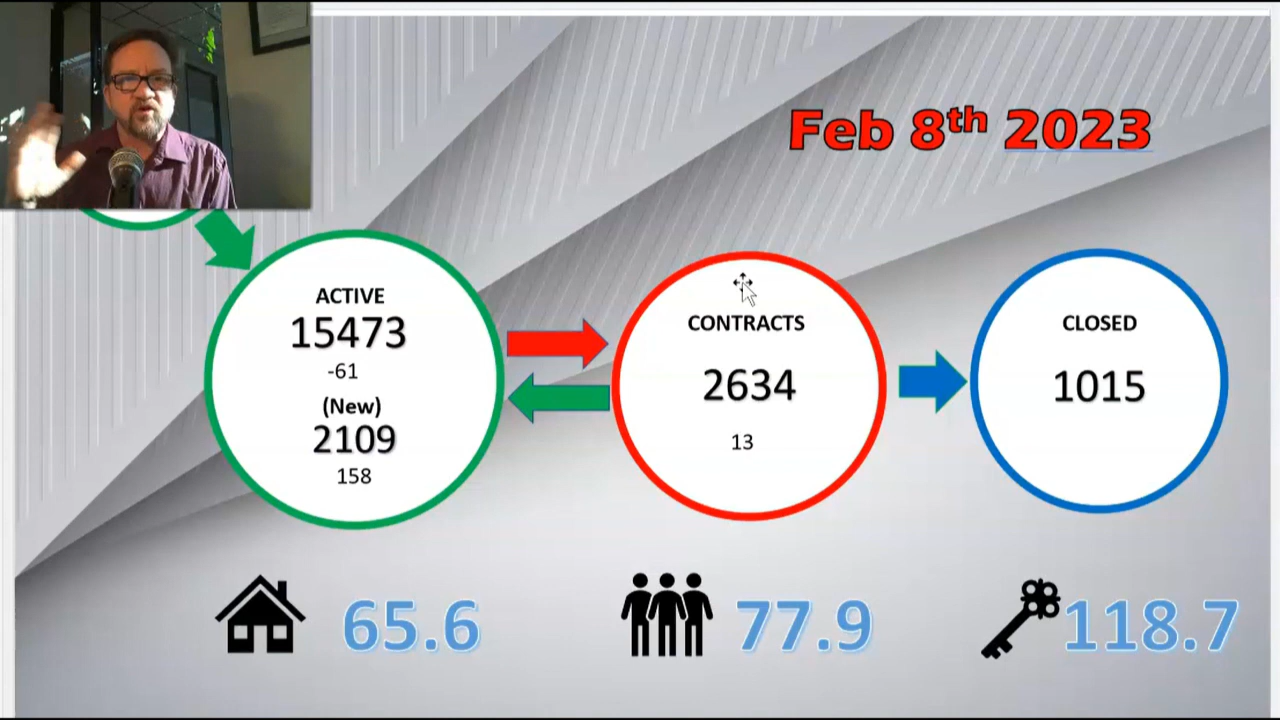 Feb 8th 2023
ACTIVE
15473
-61
(New)
2109
158
CONTRACTS
2634
13
CLOSED
1015
65.6
77.9
118.7